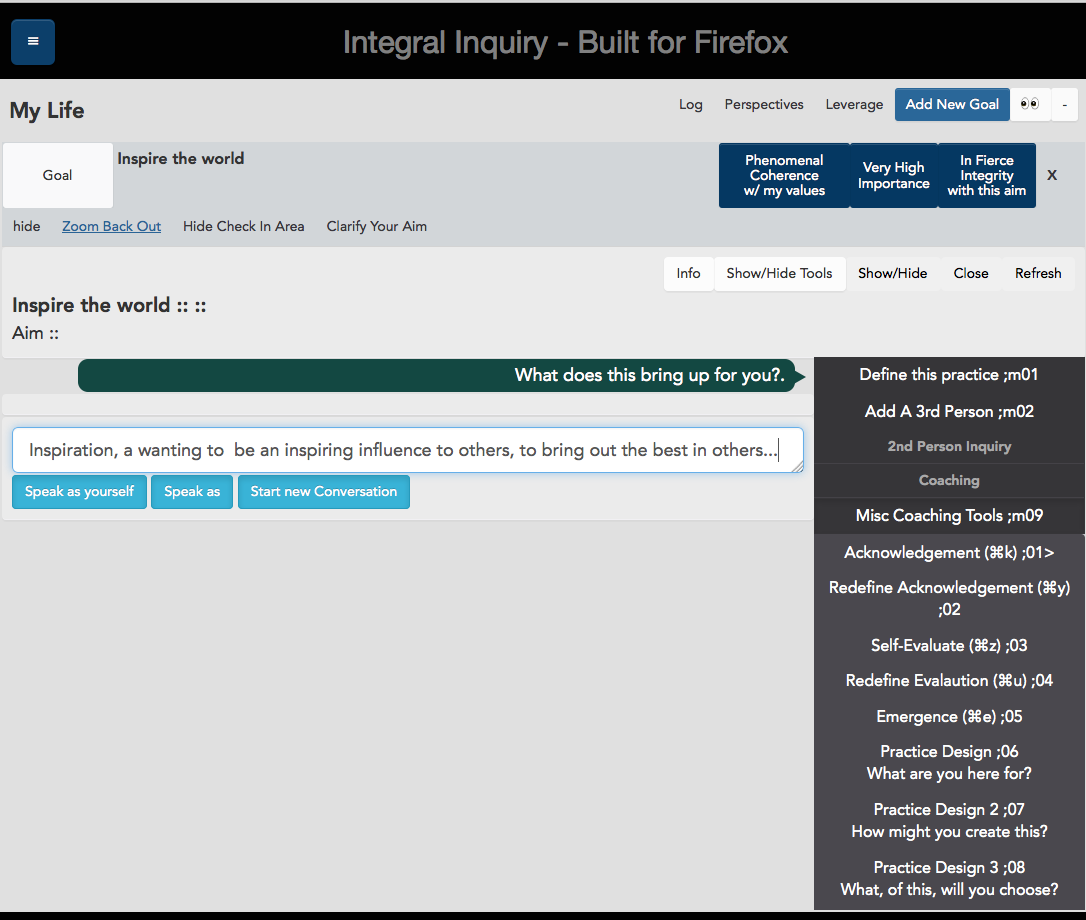 ≡
Integral Inquiry - Built for Firefox
My Life
Log
Perspectives
Leverage
Add New Goal
👀
-
Goal
Inspire the world
Phenomenal
Coherence
w/ my values
Very High
Importance
In Fierce
Integrity
with this aim
X
hide
Zoom Back Out
Hide Check In Area
Clarify Your Aim
Info
Show/Hide Tools
Show/Hide
Close
Refresh
Inspire the world :: ::
Aim ::
What does this bring up for you?.
Inspiration, a wanting to  be an inspiring influence to others, to bring out the best in others...
Speak as yourself
Speak as
Start new Conversation
Define this practice ;m01
Add A 3rd Person ;m02
2nd Person Inquiry
Coaching
Misc Coaching Tools ;m09
Acknowledgement (⌘k) ;01>
Redefine Acknowledgement (⌘y)
;02
Self-Evaluate (⌘z) ;03
Redefine Evalaution (⌘u) ;04
Emergence (⌘e) ;05
Practice Design ;06
What are you here for?
Practice Design 2 ;07
How might you create this?
Practice Design 3 ;08
What, of this, will you choose?